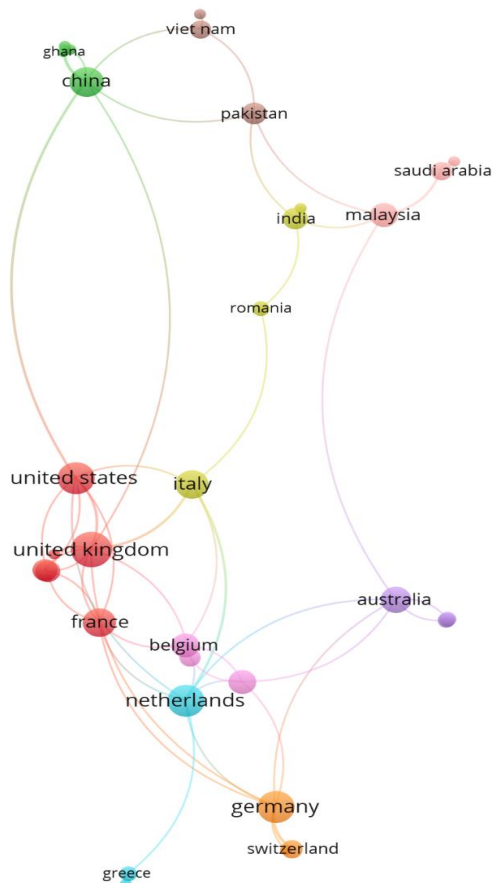 viet nam
ghana
china
pakistan
saudi arabia
malaysia
india
romania
united states
italy
united kingdom
australia
france
belgium
netherlands
germany
switzerland
greece